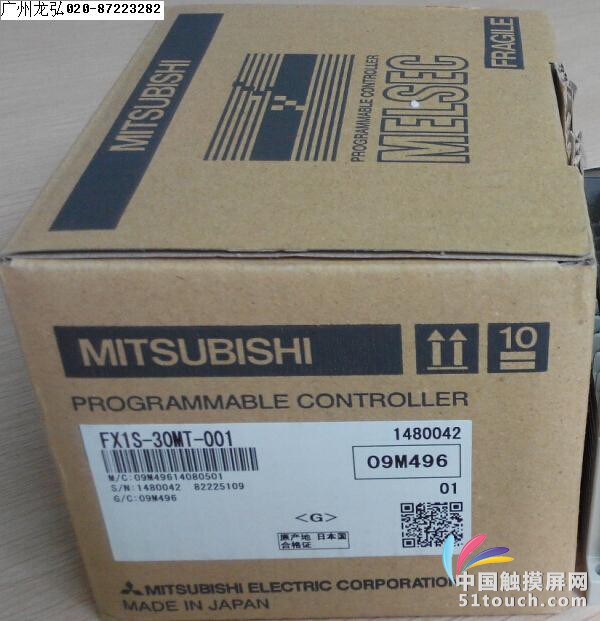 广州龙弘020-87223282
MITSUBISHI
PROGRAMMABLE CONTROLLER
MELSEC
FRAGILE
MITSUBISHI
10
PROGRAMMABLE CONTROLLER
FX1S-30MT-001
1480042
M/C:09M49614080501
09M496
S/N:1480042 82225109
G/C:09M496
01
<G>
原产地 日本国
合格证
MITSUBISHI ELECTRIC CORPORATION
MADE IN JAPAN
中国触摸屏网
51touch.com